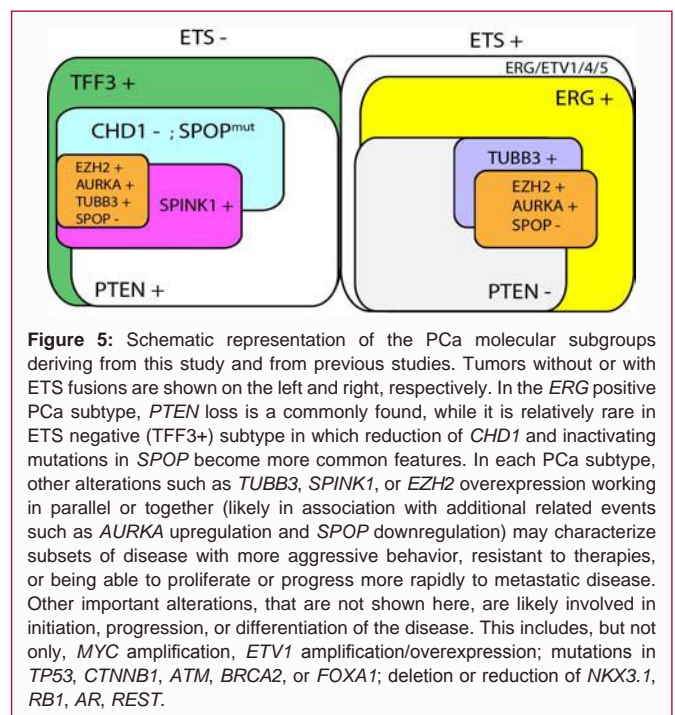 ETS -
ETS +
ERG/ETV1/4/5
TFF3 +
ERG +
CHD1 - ; SPOPmut
TUBB3 +
EZH2 +
AURKA +
TUBB3 +
SPOP -
SPINK1 +
EZH2 +
AURKA +
SPOP -
PTEN +
PTEN -
Figure 5: Schematic representation of the PCa molecular subgroups
deriving from this study and from previous studies. Tumors without or with
ETS fusions are shown on the left and right, respectively. In the ERG positive
PCa subtype, PTEN loss is a commonly found, while it is relatively rare in
ETS negative (TFF3+) subtype in which reduction of CHD1 and inactivating
mutations in SPOP become more common features. In each PCa subtype,
other alterations such as TUBB3, SPINK1, or EZH2 overexpression working
in parallel or together (likely in association with additional related events
such as AURKA upregulation and SPOP downregulation) may characterize
subsets of disease with more aggressive behavior, resistant to therapies,
or being able to proliferate or progress more rapidly to metastatic disease.
Other important alterations, that are not shown here, are likely involved in
initiation, progression, or differentiation of the disease. This includes, but not
only, MYC amplification, ETV1 amplification/overexpression; mutations in
TP53, CTNNB1, ATM, BRCA2, or FOXA1; deletion or reduction of NKX3.1,
RB1, AR, REST.